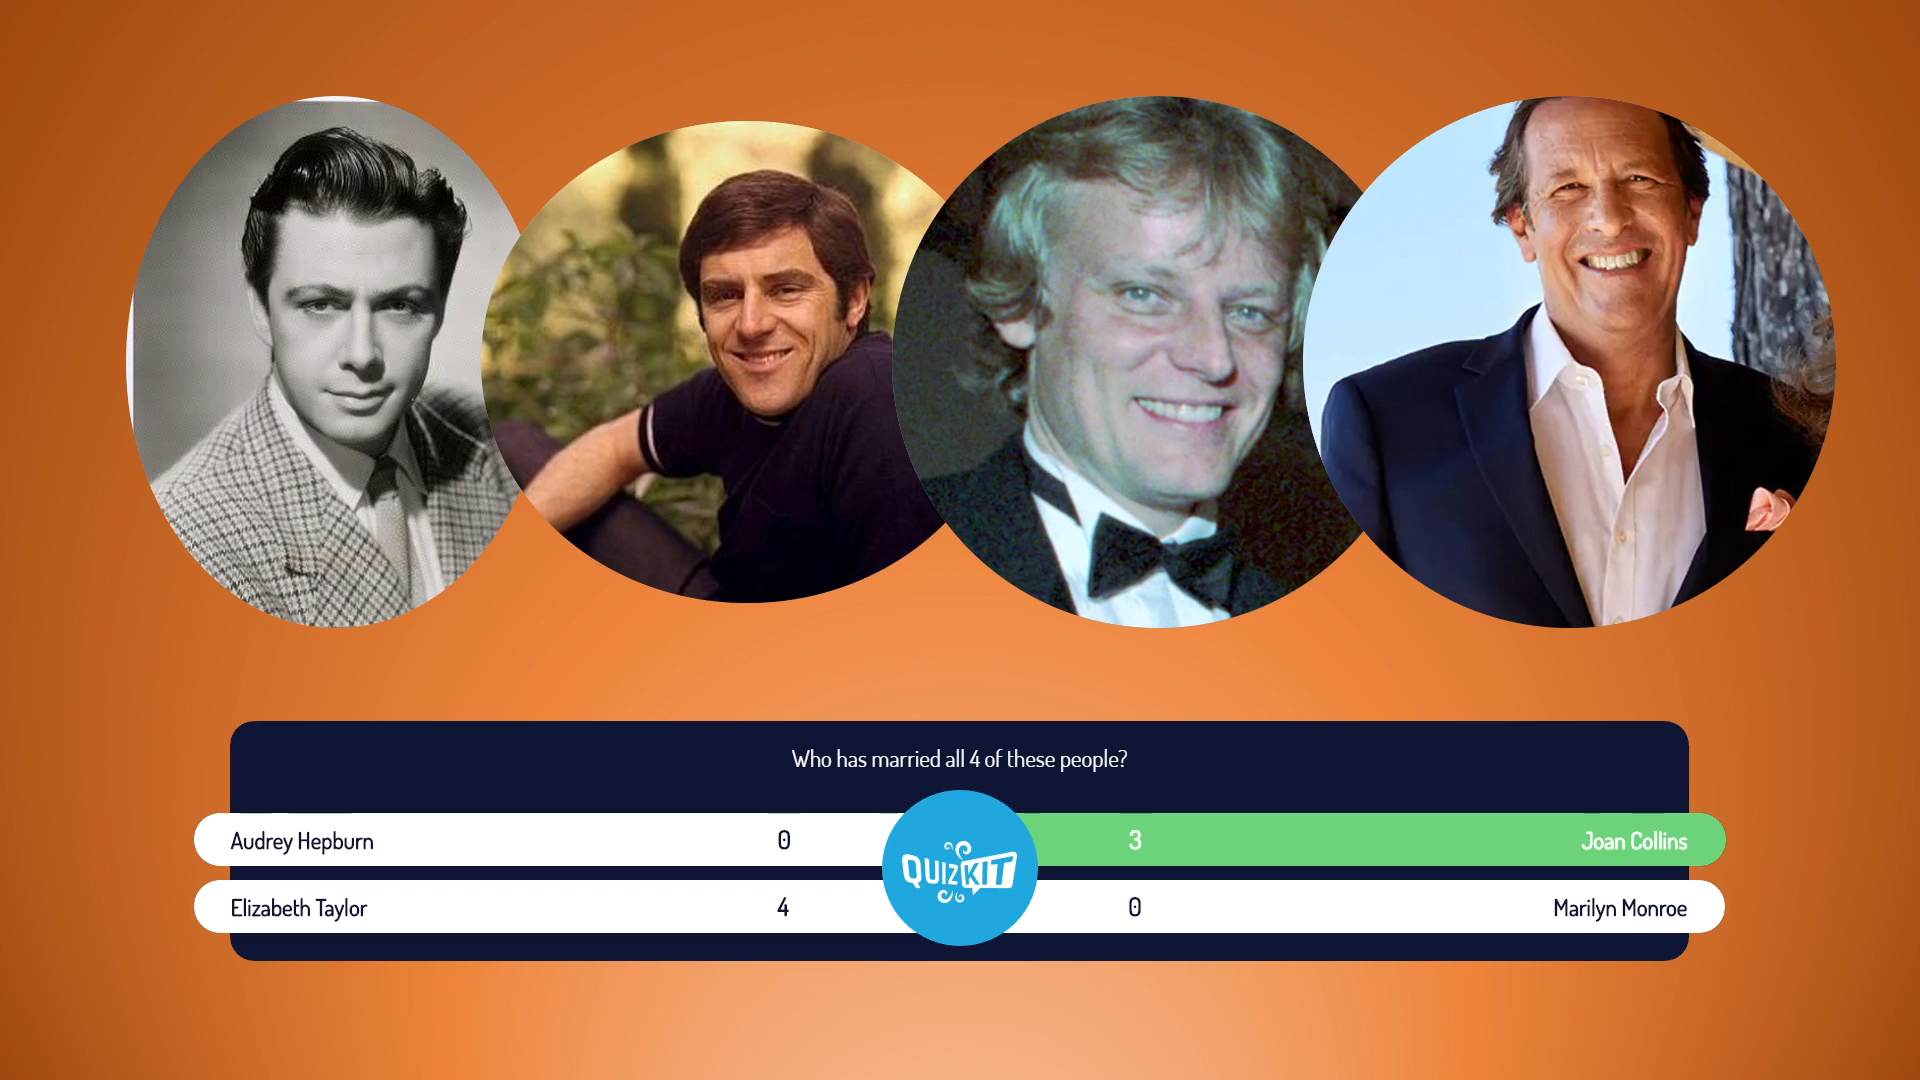 Who has married all 4 of these people?
Audrey Hepburn 0 3 Joan Collins
QUIZKIT
Elizabeth Taylor 4 0 Marilyn Monroe